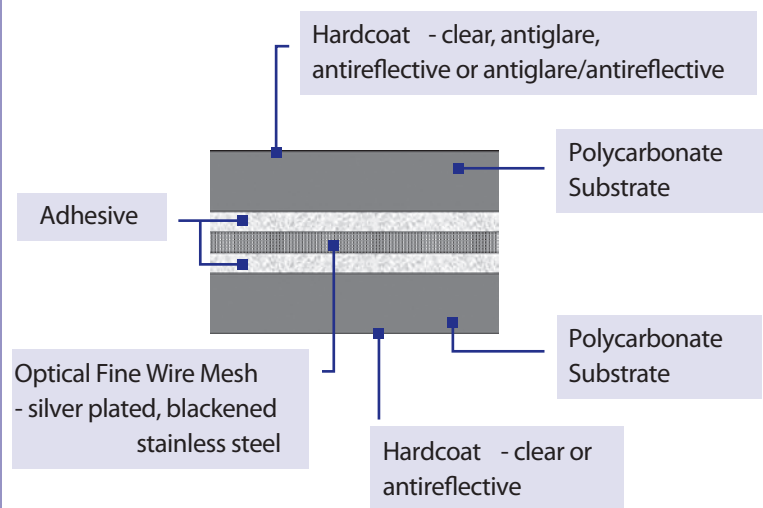 Hardcoat - clear, antiglare,
antireflective or antiglare/antireflective
Polycarbonate
Substrate
Adhesive
Polycarbonate
Substrate
Optical Fine Wire Mesh
- silver plated, blackened
stainless steel
Hardcoat - clear or
antireflective